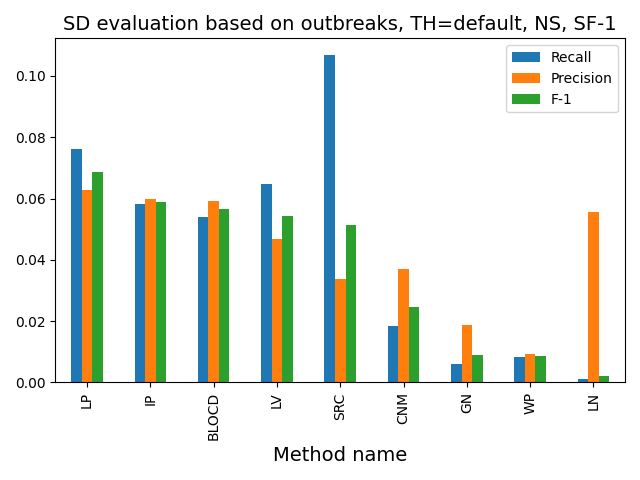 SD evaluation based on outbreaks, TH=default, NS, SF-1
Recall
Precision
F-1
0.10
0.08
0.06
0.04
0.02
0.00
LP
IP
BLOCD
LV
SRC
CNM
GN
WP
LN
Method name